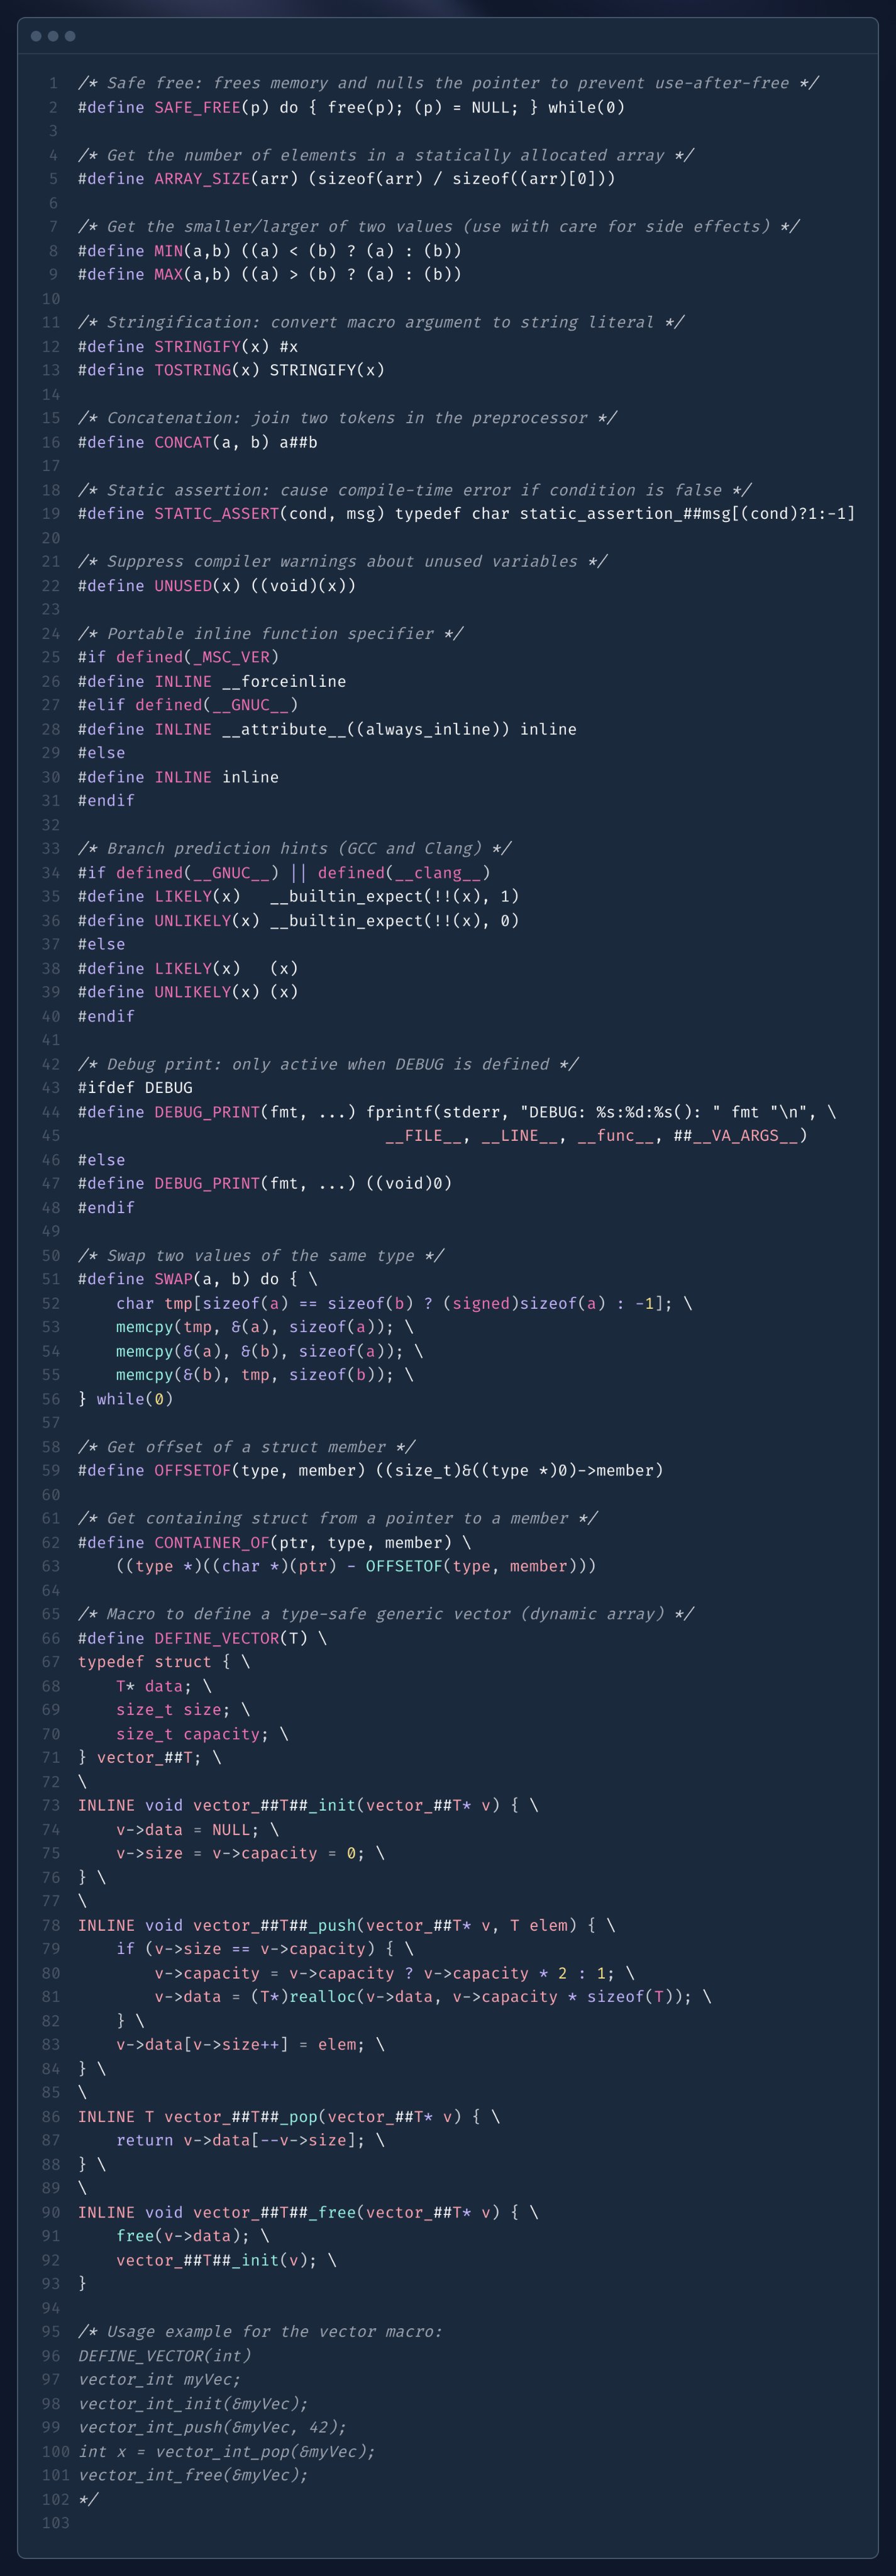 1 /* Safe free: frees memory and nulls the pointer to prevent use-after-free */
2 #define SAFE_FREE(p) do { free(p); (p) = NULL; } while(0)
3
4 /* Get the number of elements in a statically allocated array */
5 #define ARRAY_SIZE(arr) (sizeof(arr) / sizeof((arr)[0]))
6
7 /* Get the smaller/larger of two values (use with care for side effects) */
8 #define MIN(a,b) ((a) < (b) ? (a) : (b))
9 #define MAX(a,b) ((a) > (b) ? (a) : (b))
10
11 /* Stringification: convert macro argument to string literal */
12 #define STRINGIFY(x) #x
13 #define TOSTRING(x) STRINGIFY(x)
14
15 /* Concatenation: join two tokens in the preprocessor */
16 #define CONCAT(a, b) a##b
17
18 /* Static assertion: cause compile-time error if condition is false */
19 #define STATIC_ASSERT(cond, msg) typedef char static_assertion_##msg[(cond)?1:-1]
20
21 /* Suppress compiler warnings about unused variables */
22 #define UNUSED(x) ((void)(x))
23
24 /* Portable inline function specifier */
25 #if defined(_MSC_VER)
26 #define INLINE __forceinline
27 #elif defined(__GNUC__)
28 #define INLINE __attribute__((always_inline)) inline
29 #else
30 #define INLINE inline
31 #endif
32
33 /* Branch prediction hints (GCC and Clang) */
34 #if defined(__GNUC__) || defined(__clang__)
35 #define LIKELY(x)   __builtin_expect(!!(x), 1)
36 #define UNLIKELY(x) __builtin_expect(!!(x), 0)
37 #else
38 #define LIKELY(x)   (x)
39 #define UNLIKELY(x) (x)
40 #endif
41
42 /* Debug print: only active when DEBUG is defined */
43 #ifdef DEBUG
44 #define DEBUG_PRINT(fmt, ...) fprintf(stderr, "DEBUG: %s:%d:%s(): " fmt "\n", \
45                                 __FILE__, __LINE__, __func__, ##__VA_ARGS__)
46 #else
47 #define DEBUG_PRINT(fmt, ...) ((void)0)
48 #endif
49
50 /* Swap two values of the same type */
51 #define SWAP(a, b) do { \
52     char tmp[sizeof(a) == sizeof(b) ? (signed)sizeof(a) : -1]; \
53     memcpy(tmp, &(a), sizeof(a)); \
54     memcpy(&(a), &(b), sizeof(a)); \
55     memcpy(&(b), tmp, sizeof(b)); \
56 } while(0)
57
58 /* Get offset of a struct member */
59 #define OFFSETOF(type, member) ((size_t)&((type *)0)->member)
60
61 /* Get containing struct from a pointer to a member */
62 #define CONTAINER_OF(ptr, type, member) \
63     ((type *)((char *)(ptr) - OFFSETOF(type, member)))
64
65 /* Macro to define a type-safe generic vector (dynamic array) */
66 #define DEFINE_VECTOR(T) \
67 typedef struct { \
68     T* data; \
69     size_t size; \
70     size_t capacity; \
71 } vector_##T; \
72 \
73 INLINE void vector_##T##_init(vector_##T* v) { \
74     v->data = NULL; \
75     v->size = v->capacity = 0; \
76 } \
77 \
78 INLINE void vector_##T##_push(vector_##T* v, T elem) { \
79     if (v->size == v->capacity) { \
80         v->capacity = v->capacity ? v->capacity * 2 : 1; \
81         v->data = (T*)realloc(v->data, v->capacity * sizeof(T)); \
82     } \
83     v->data[v->size++] = elem; \
84 } \
85 \
86 INLINE T vector_##T##_pop(vector_##T* v) { \
87     return v->data[--v->size]; \
88 } \
89 \
90 INLINE void vector_##T##_free(vector_##T* v) { \
91     free(v->data); \
92     vector_##T##_init(v); \
93 }
94
95 /* Usage example for the vector macro:
96 DEFINE_VECTOR(int)
97 vector_int myVec;
98 vector_int_init(&myVec);
99 vector_int_push(&myVec, 42);
100 int x = vector_int_pop(&myVec);
101 vector_int_free(&myVec);
102 */
103